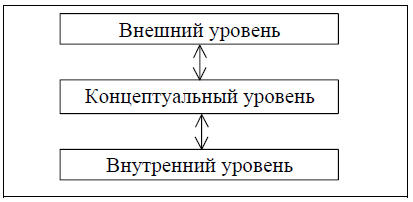 Внешний уровень
Концептуальный уровень
Внутренний уровень